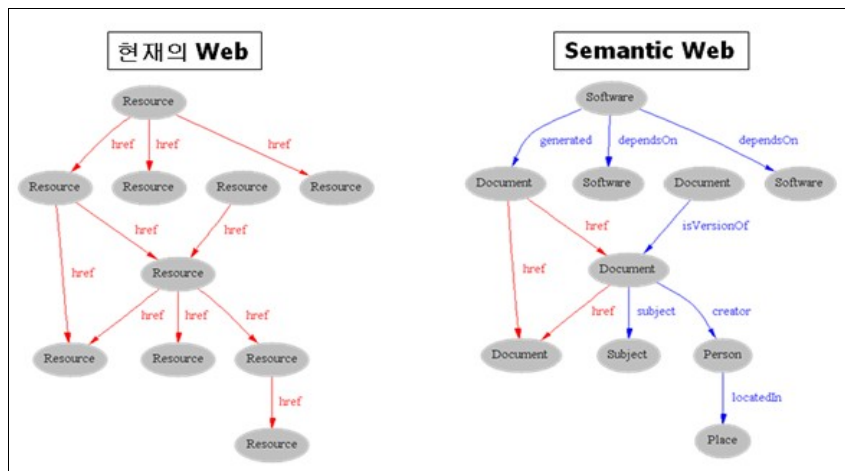 현재의 Web
Resource
href href href
Resource Resource Resource Resource
href href
href
Resource
href href href
Resource Resource Resource
href
Resource
Semantic Web
Software
generated dependsOn dependsOn
Document Software Document Software
href isVersionOf
href
Document
href subject creator
Document Subject Person
locatedIn
Place